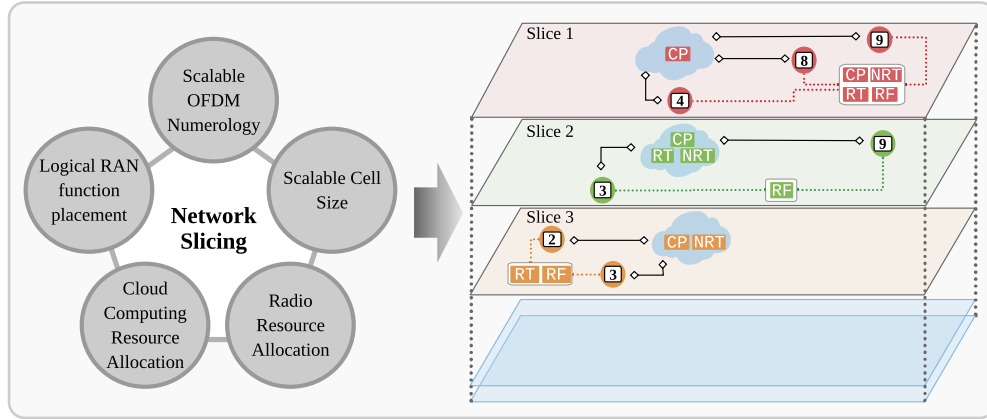 Scalable
OFDM
Numerology
Logical RAN
function
placement
Scalable Cell
Size
Network
Slicing
Cloud
Computing
Resource
Allocation
Radio
Resource
Allocation
Slice 1
CP
9
8
CP NRT
RT RF
4
Slice 2
CP
RT NRT
9
3
RF
Slice 3
2
CP NRT
RT RF
3